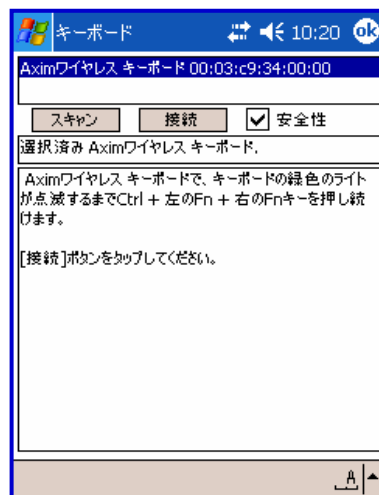 キーボード 10:20 ok
Aximワイヤレス キーボード 00:03:c9:34:00:00
スキャン 接続 安全性
選択済み Aximワイヤレス キーボード.
Aximワイヤレス キーボードで、キーボードの緑色のライト
が点滅するまでCtrl + 左のFn + 右のFnキーを押し続
けます。
[接続]ボタンをタップしてください。
A